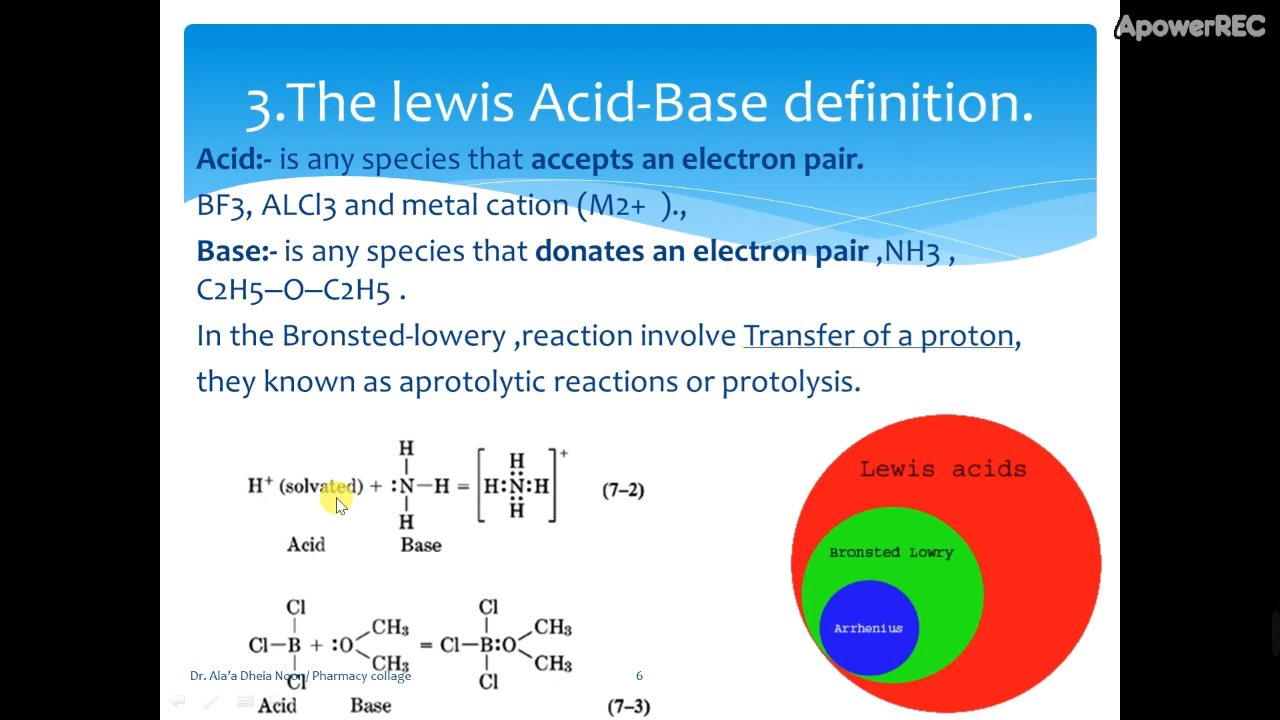 ApowerREC
3.The lewis Acid-Base definition.
Acid:- is any species that accepts an electron pair.
BF3, ALCl3 and metal cation (M2+ ).,
Base:- is any species that donates an electron pair ,NH3 ,
C2H5–O–C2H5 .
In the Bronsted-lowery ,reaction involve Transfer of a proton,
they known as aprotolytic reactions or protolysis.
H
H
H⁺ (solvated) + :N–H = [H:N:H]⁺ (7–2)
H
H
Acid Base
Cl Cl
CH₃ CH₃
Cl–B + :O = Cl–B:O
CH₃ CH₃
Cl Cl
Acid Base (7–3)
Lewis acids
Bronsted Lowry
Arrhenius
Dr. Ala'a Dheia Noon/ Pharmacy collage 6